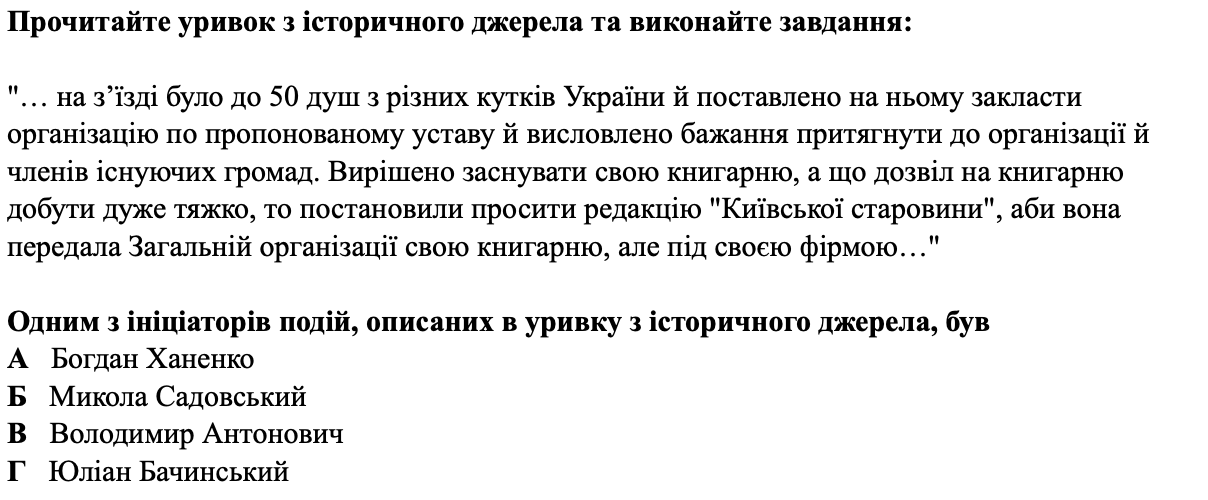 Прочитайте уривок з історичного джерела та виконайте завдання:
"… на з’їзді було до 50 душ з різних кутків України й поставлено на ньому закласти
організацію по пропонованому уставу й висловлено бажання притягнути до організації й
членів існуючих громад. Вирішено заснувати свою книгарню, а що дозвіл на книгарню
добути дуже тяжко, то постановили просити редакцію "Київської старовини", аби вона
передала Загальній організації свою книгарню, але під своєю фірмою…"
Одним з ініціаторів подій, описаних в уривку з історичного джерела, був
А Богдан Ханенко
Б Микола Садовський
В Володимир Антонович
Г Юліан Бачинський